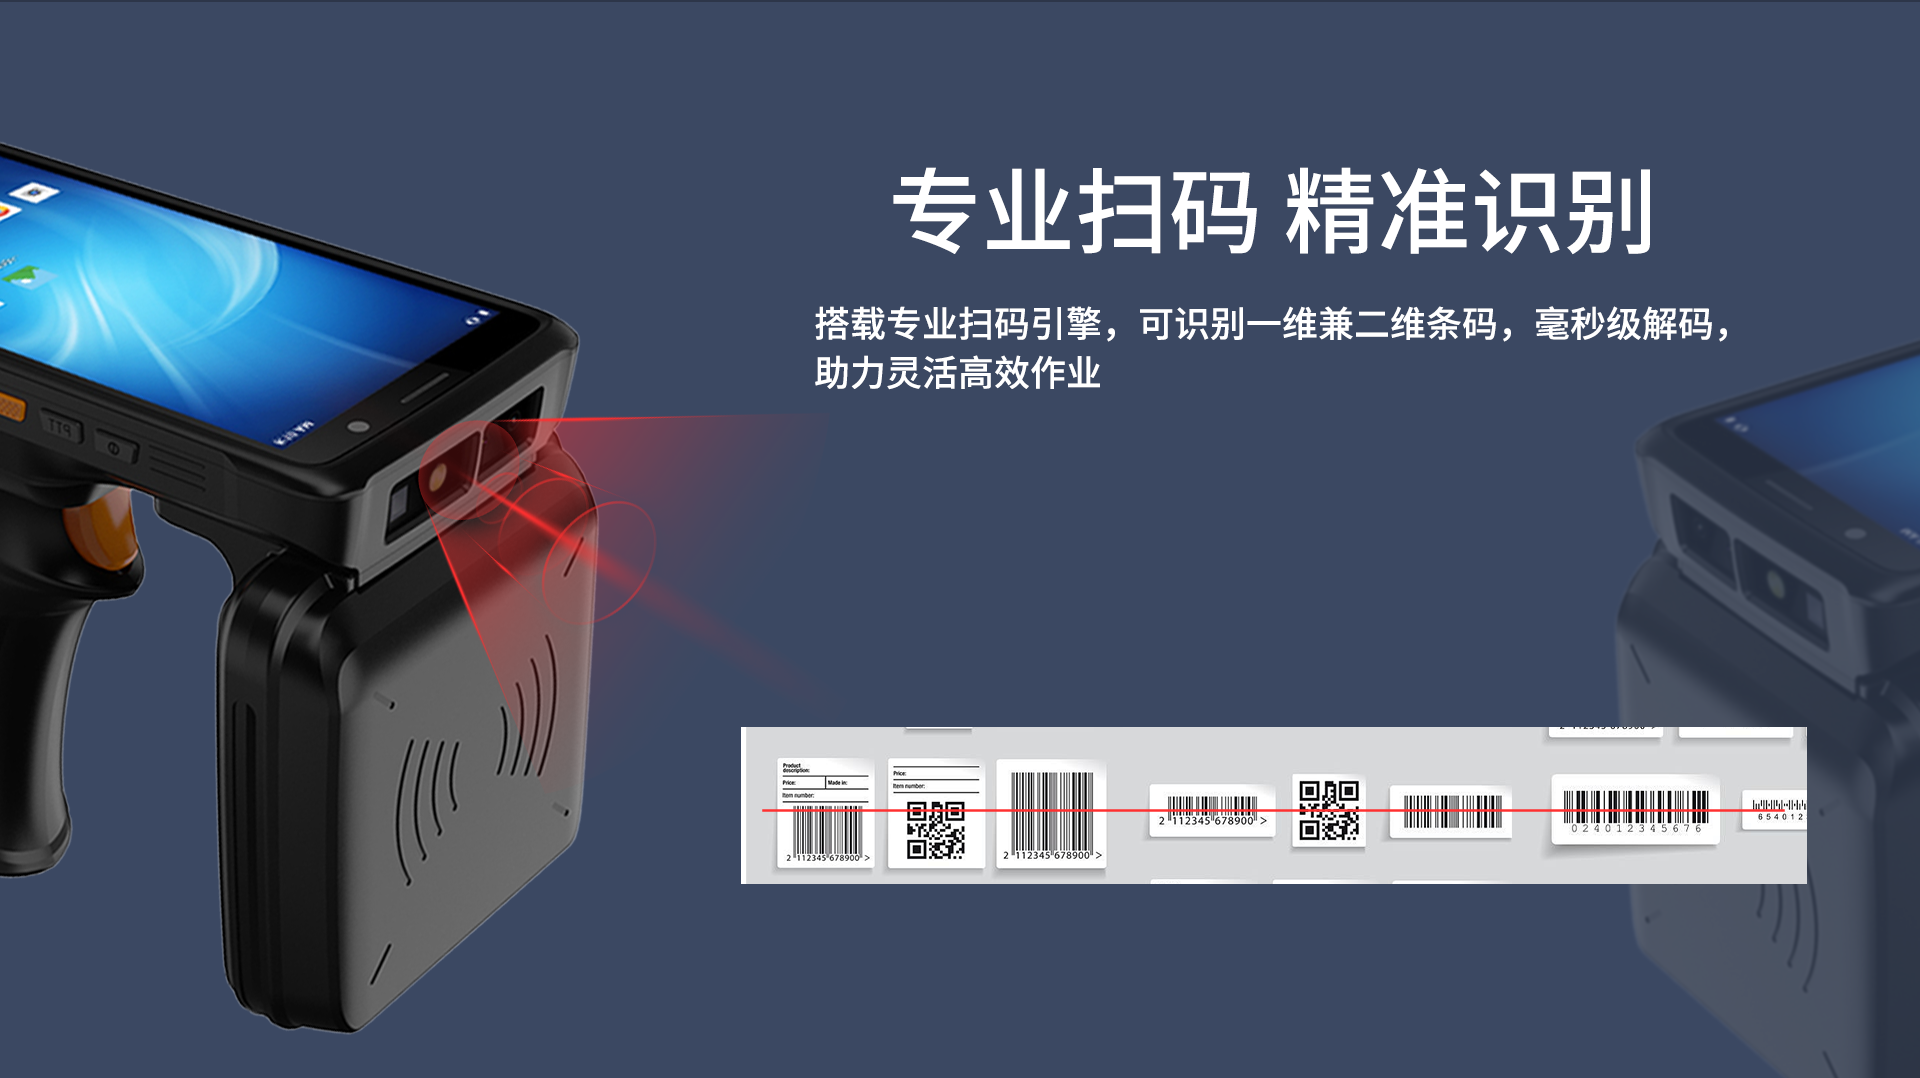 专业扫码 精准识别
搭载专业扫码引擎，可识别一维兼二维条码，毫秒级解码，
助力灵活高效作业
PTT
Product
description:
Price:
Made in:
Item number:
2 112345 678900 >
Price:
Item number:
2 112345 678900 >
2 112345 678900 >
0 2 4 0 1 2 3 4 5 6 7 6
6 5 4 0 1 2